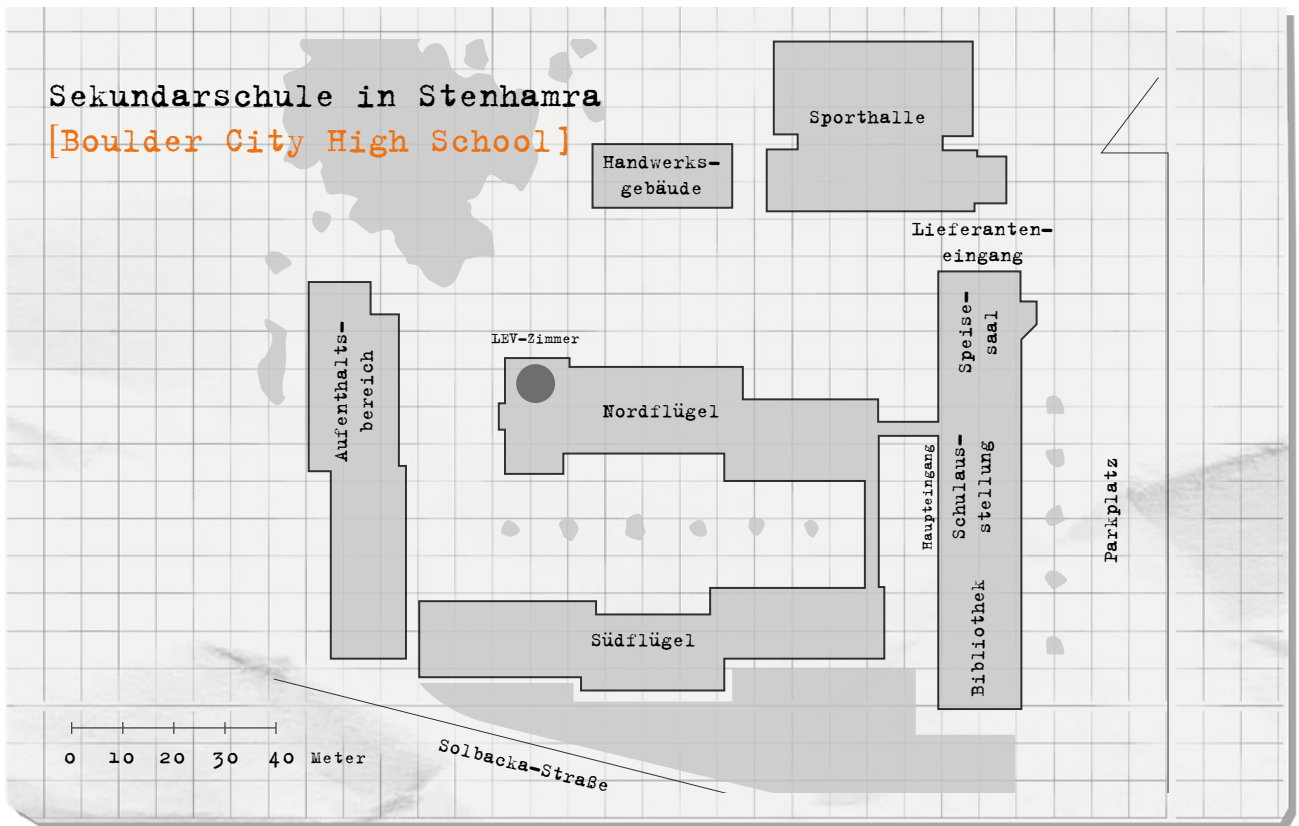 Sekundarschule in Stenhamra
[Boulder City High School]
Sporthalle
Handwerks-
gebäude
Lieferanten-
eingang
Speise-
saal
LEV-Zimmer
Aufenthalts-
bereich
Nordflügel
Haupteingang
Schulaus-
stellung
Parkplatz
Bibliothek
Südflügel
Solbacka-Straße
0 10 20 30 40 Meter